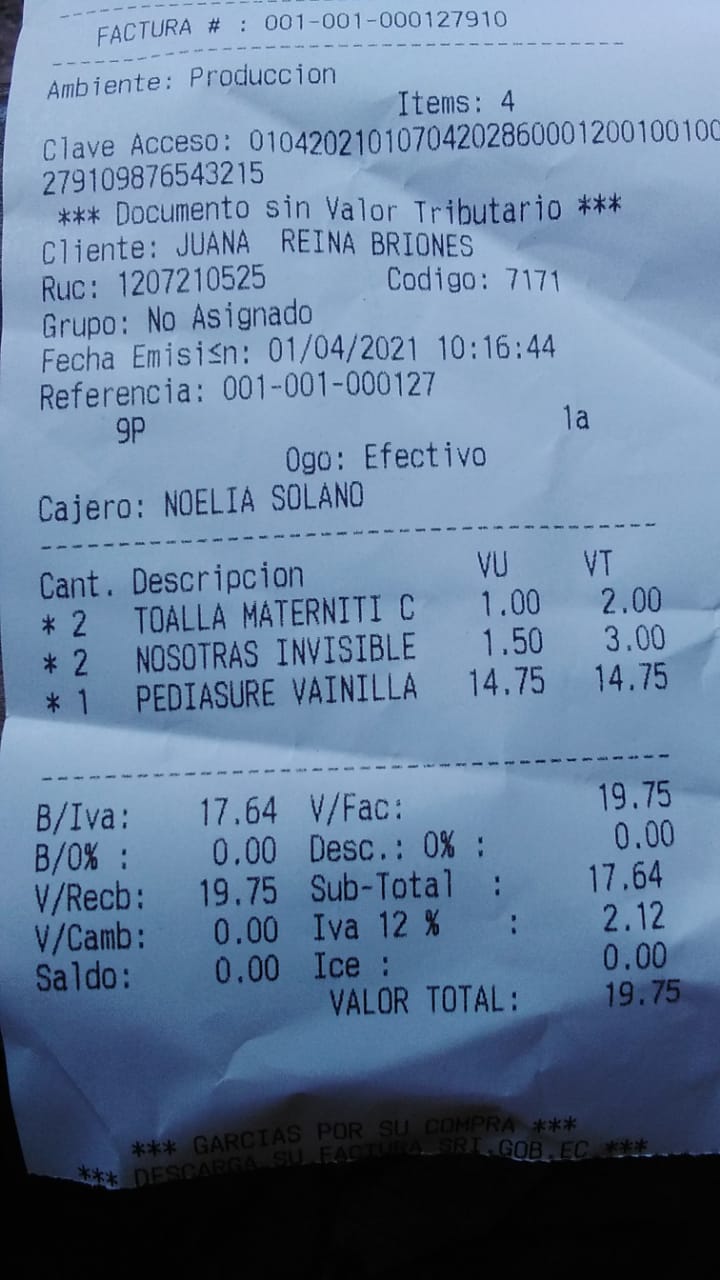 FACTURA # : 001-001-000127910
Ambiente: Produccion
Items: 4
Clave Acceso: 0104202101070420286000120010010
279109876543215
*** Documento sin Valor Tributario ***
Cliente: JUANA REINA BRIONES
Ruc: 1207210525 Codigo: 7171
Grupo: No Asignado
Fecha Emisi≤n: 01/04/2021 10:16:44
Referencia: 001-001-000127
9P 1a
Ogo: Efectivo
Cajero: NOELIA SOLANO
Cant. Descripcion VU VT
* 2 TOALLA MATERNITI C 1.00 2.00
* 2 NOSOTRAS INVISIBLE 1.50 3.00
* 1 PEDIASURE VAINILLA 14.75 14.75
B/Iva: 17.64 V/Fac: 19.75
B/0% : 0.00 Desc.: 0% : 0.00
V/Recb: 19.75 Sub-Total : 17.64
V/Camb: 0.00 Iva 12 % : 2.12
Saldo: 0.00 Ice : 0.00
VALOR TOTAL: 19.75
*** GARCIAS POR SU COMPRA ***
*** DESCARGA SU FACTURA SRI.GOB.EC ***